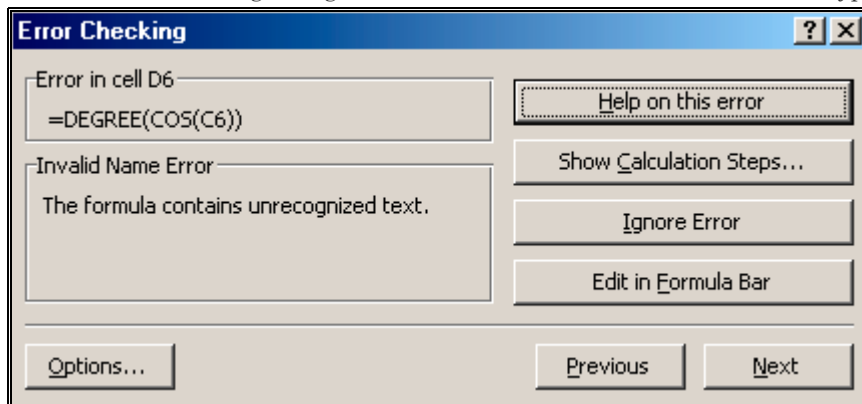 Error Checking
Error in cell D6
=DEGREE(COS(C6))
Invalid Name Error
The formula contains unrecognized text.
Help on this error
Show Calculation Steps...
Ignore Error
Edit in Formula Bar
Options...
Previous
Next